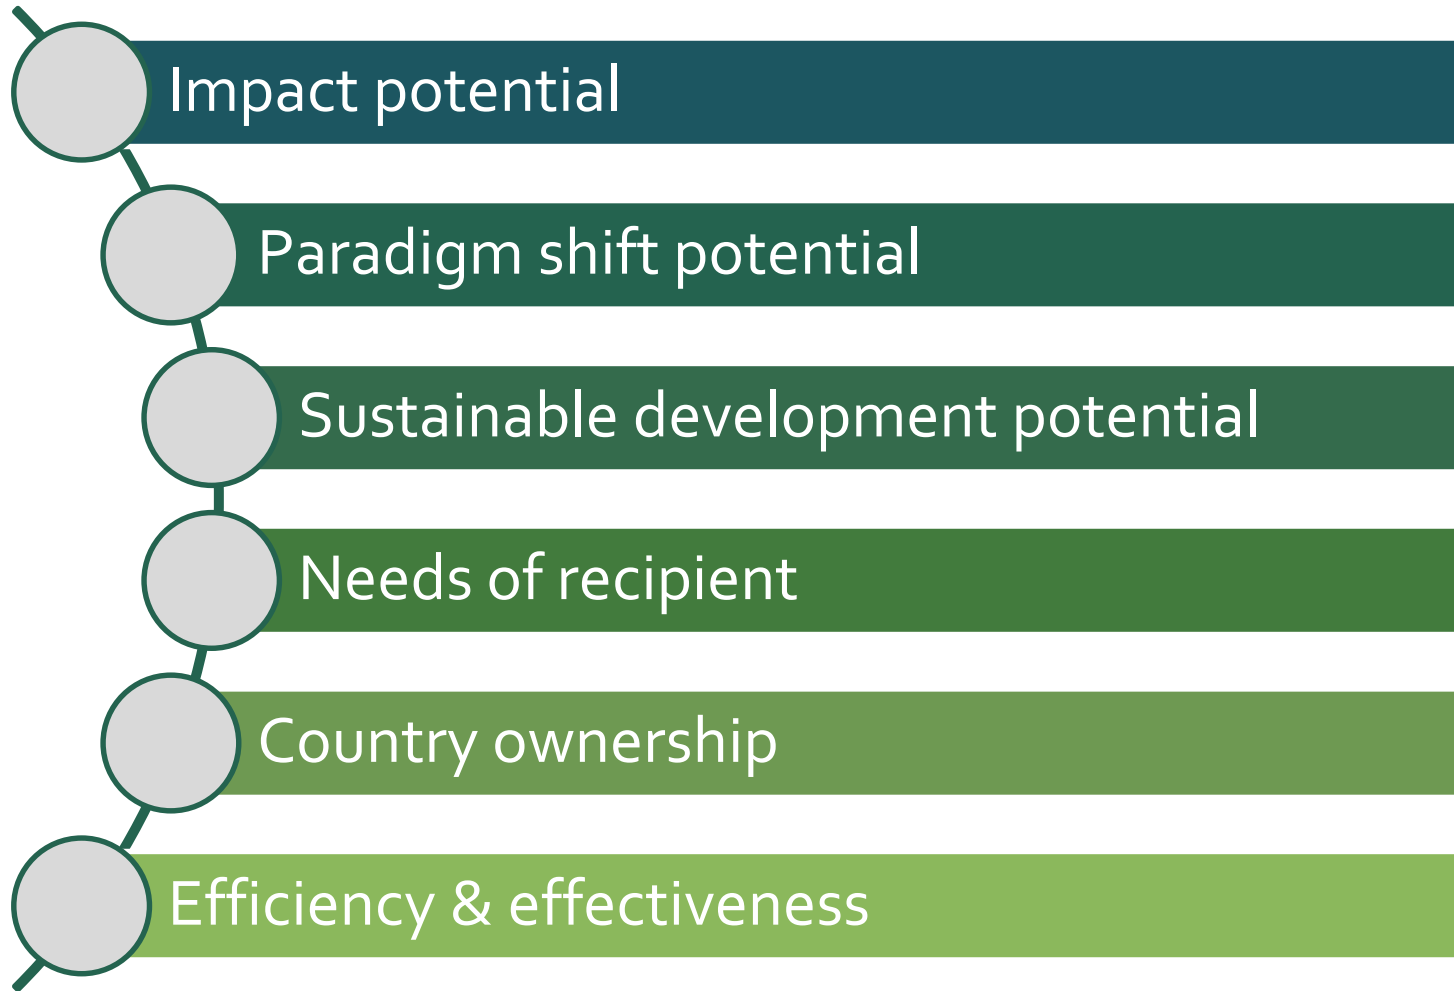 Impact potential
Paradigm shift potential
Sustainable development potential
Needs of recipient
Country ownership
Efficiency & effectiveness